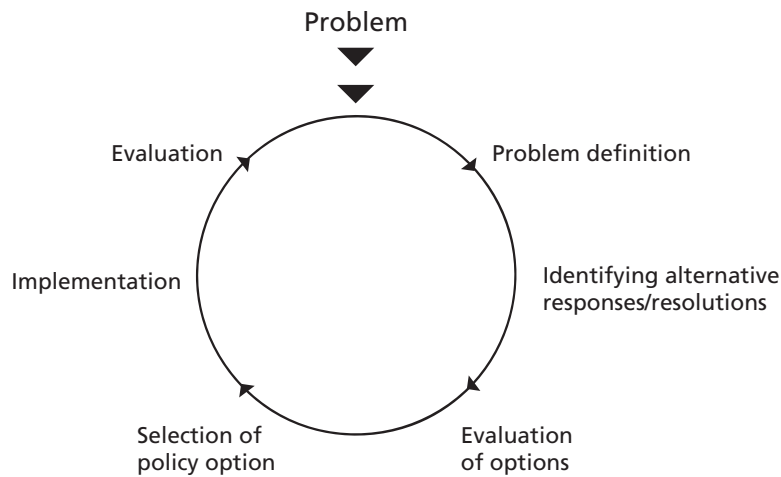 Problem
Evaluation
Problem definition
Implementation
Identifying alternative
responses/resolutions
Selection of
policy option
Evaluation
of options